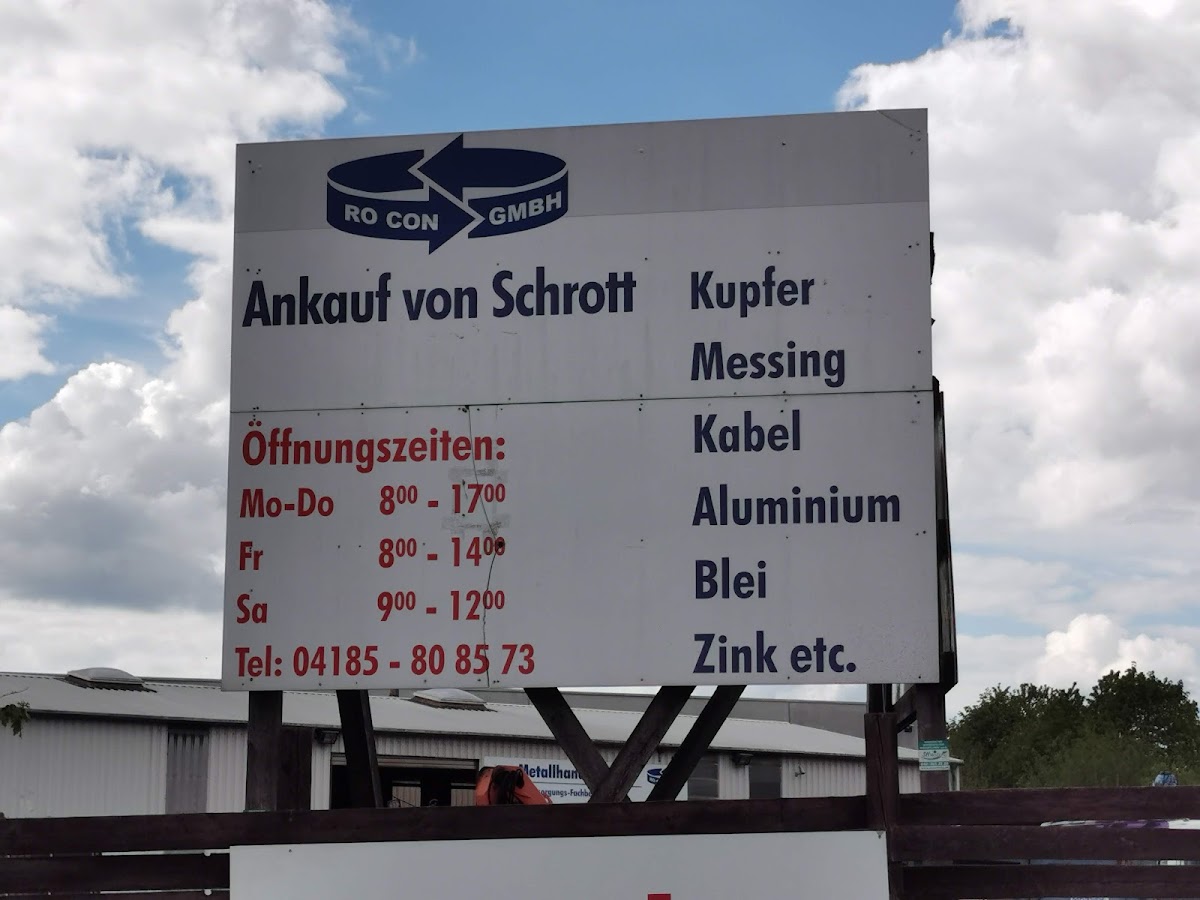 RO CON GMBH
Ankauf von Schrott
Kupfer
Messing
Kabel
Aluminium
Blei
Zink etc.
Öffnungszeiten:
Mo-Do 8⁰⁰ - 17⁰⁰
Fr 8⁰⁰ - 14⁰⁰
Sa 9⁰⁰ - 12⁰⁰
Tel: 04185 - 80 85 73